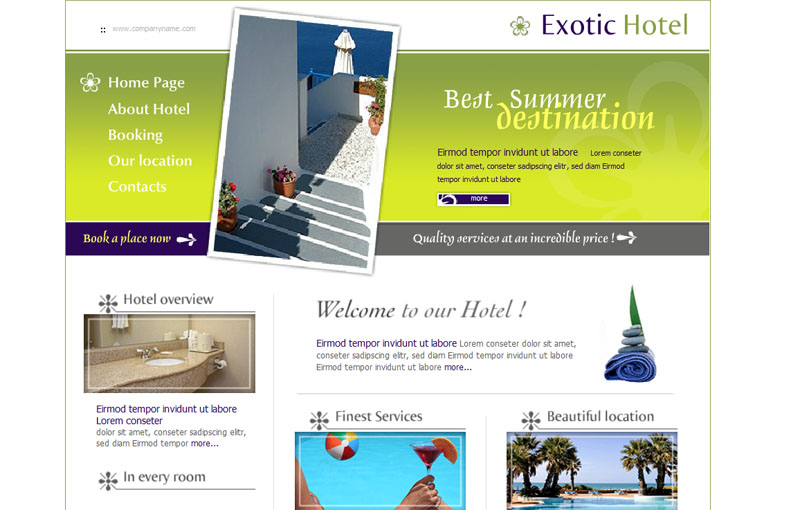 :: www.companyname.com
Exotic Hotel
Home Page
About Hotel
Booking
Our location
Contacts
Best Summer
destination
Eirmod tempor invidunt ut labore Lorem conseter
dolor sit amet, conseter sadipscing elitr, sed diam Eirmod
tempor invidunt ut labore
more
Book a place now
Quality services at an incredible price !
Hotel overview
Eirmod tempor invidunt ut labore
Lorem conseter
dolor sit amet, conseter sadipscing elitr,
sed diam Eirmod tempor more...
In every room
Welcome to our Hotel !
Eirmod tempor invidunt ut labore Lorem conseter dolor sit amet,
conseter sadipscing elitr, sed diam Eirmod tempor invidunt ut labore
Eirmod tempor invidunt ut labore more...
Finest Services
Beautiful location